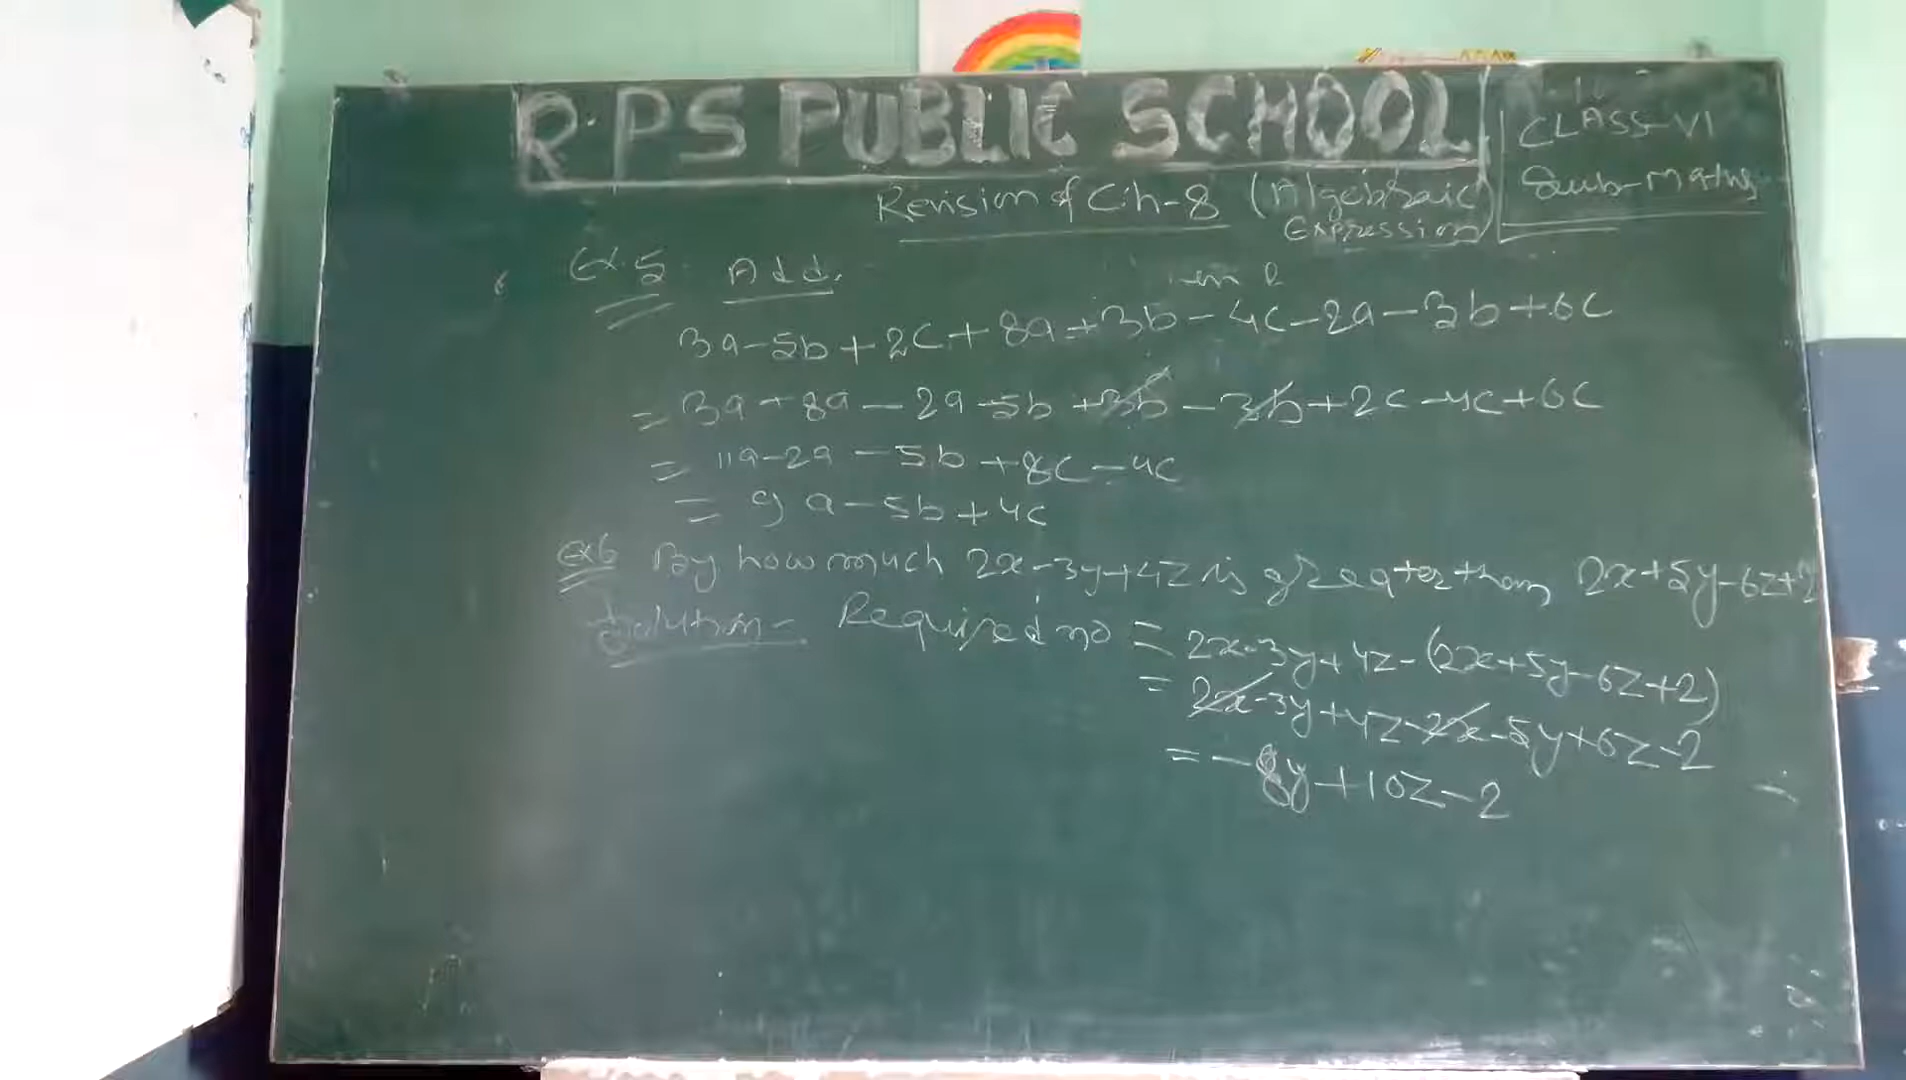 R.P S PUBLIC SCHOOL
CLASS-VI
Sub-Maths
Revision of Ch-8 (Algebraic
Expression)
Ex.5 Add.
3a-5b+2c+8a+3b-4c-2a-3b+6c
= 3a+8a-2a-5b+3b-3b+2c-4c+6c
= 11a-2a-5b+8c-4c
= 9a-5b+4c
Ex6 By how much 2x-3y+4z is greater than 2x+5y-6z+2
Solution- Required no = 2x-3y+4z-(2x+5y-6z+2)
= 2x-3y+4z-2x-5y+6z-2
= -8y+10z-2